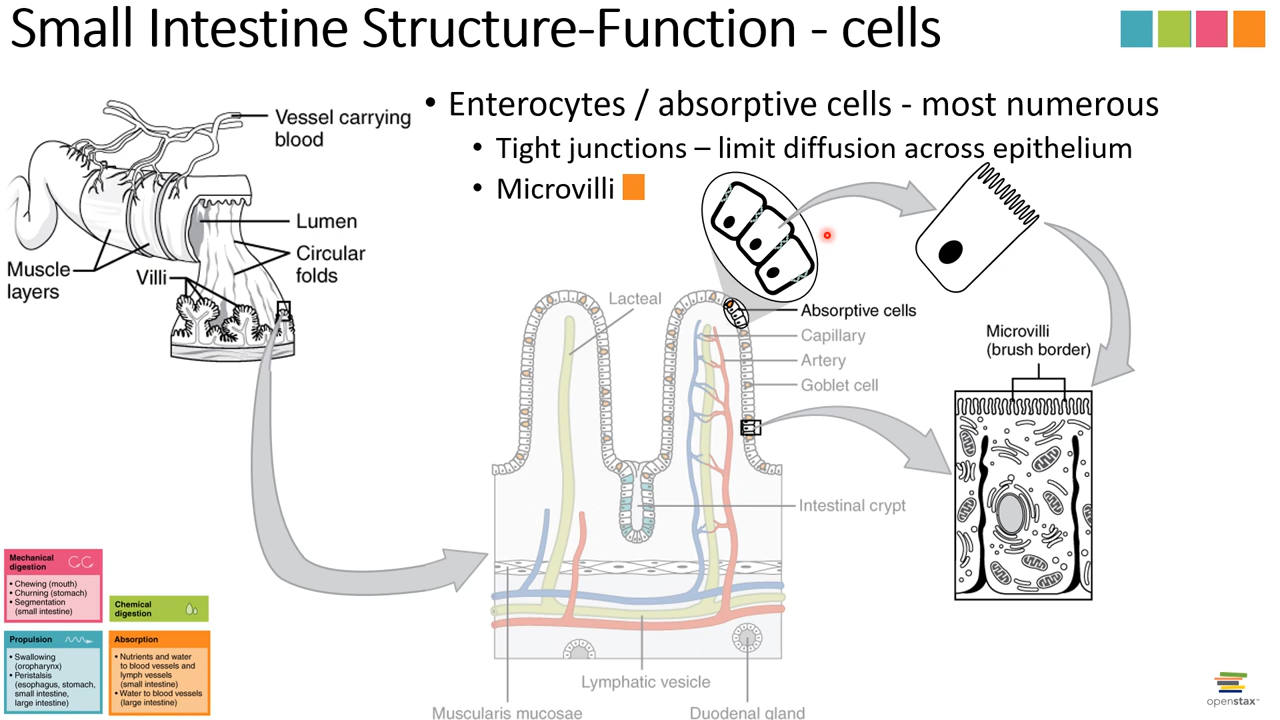 Small Intestine Structure-Function - cells
• Enterocytes / absorptive cells - most numerous
• Tight junctions – limit diffusion across epithelium
• Microvilli
Vessel carrying
blood
Lumen
Circular
folds
Muscle
layers
Villi
Lacteal
Absorptive cells
Capillary
Artery
Goblet cell
Intestinal crypt
Microvilli
(brush border)
Lymphatic vesicle
Muscularis mucosae
Duodenal gland
Mechanical
digestion
• Chewing (mouth)
• Churning (stomach)
• Segmentation
(small intestine)
Chemical
digestion
Propulsion
• Swallowing
(oropharynx)
• Peristalsis
(esophagus, stomach,
small intestine,
large intestine)
Absorption
• Nutrients and water
to blood vessels and
lymph vessels
(small intestine)
• Water to blood vessels
(large intestine)
openstax™